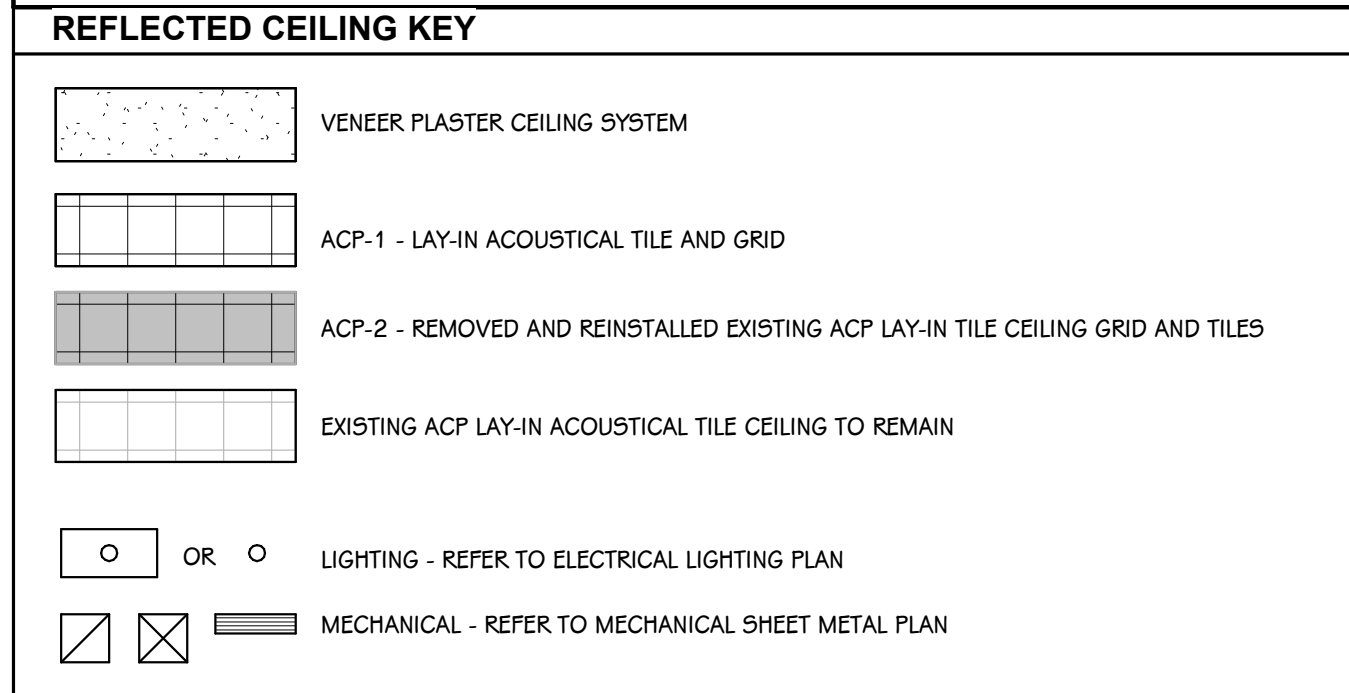 REFLECTED CEILING KEY
VENEER PLASTER CEILING SYSTEM
ACP-1 - LAY-IN ACOUSTICAL TILE AND GRID
ACP-2 - REMOVED AND REINSTALLED EXISTING ACP LAY-IN TILE CEILING GRID AND TILES
EXISTING ACP LAY-IN ACOUSTICAL TILE CEILING TO REMAIN
OR LIGHTING - REFER TO ELECTRICAL LIGHTING PLAN
MECHANICAL - REFER TO MECHANICAL SHEET METAL PLAN